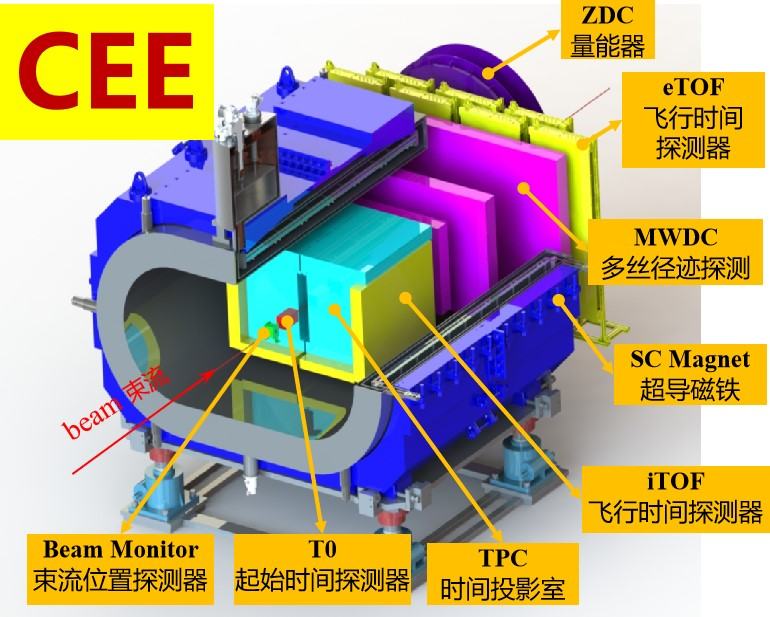 CEE
ZDC
量能器
eTOF
飞行时间
探测器
MWDC
多丝径迹探测
SC Magnet
超导磁铁
iTOF
飞行时间探测器
beam 束流
Beam Monitor
束流位置探测器
T0
起始时间探测器
TPC
时间投影室